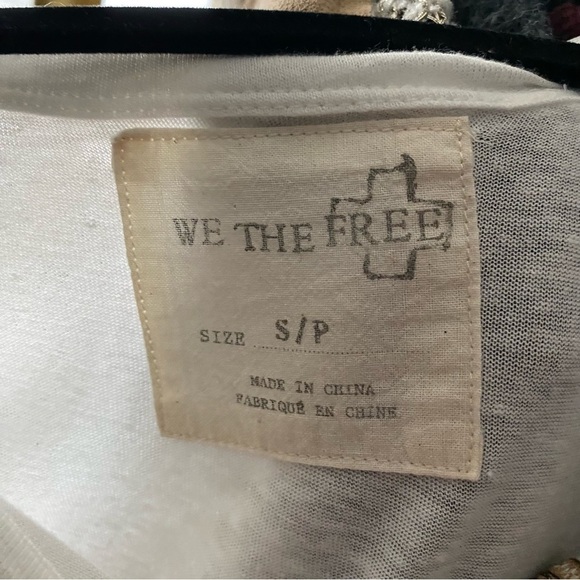 WE THE FREE
SIZE S/P
MADE IN CHINA
FABRIQUÉ EN CHINE